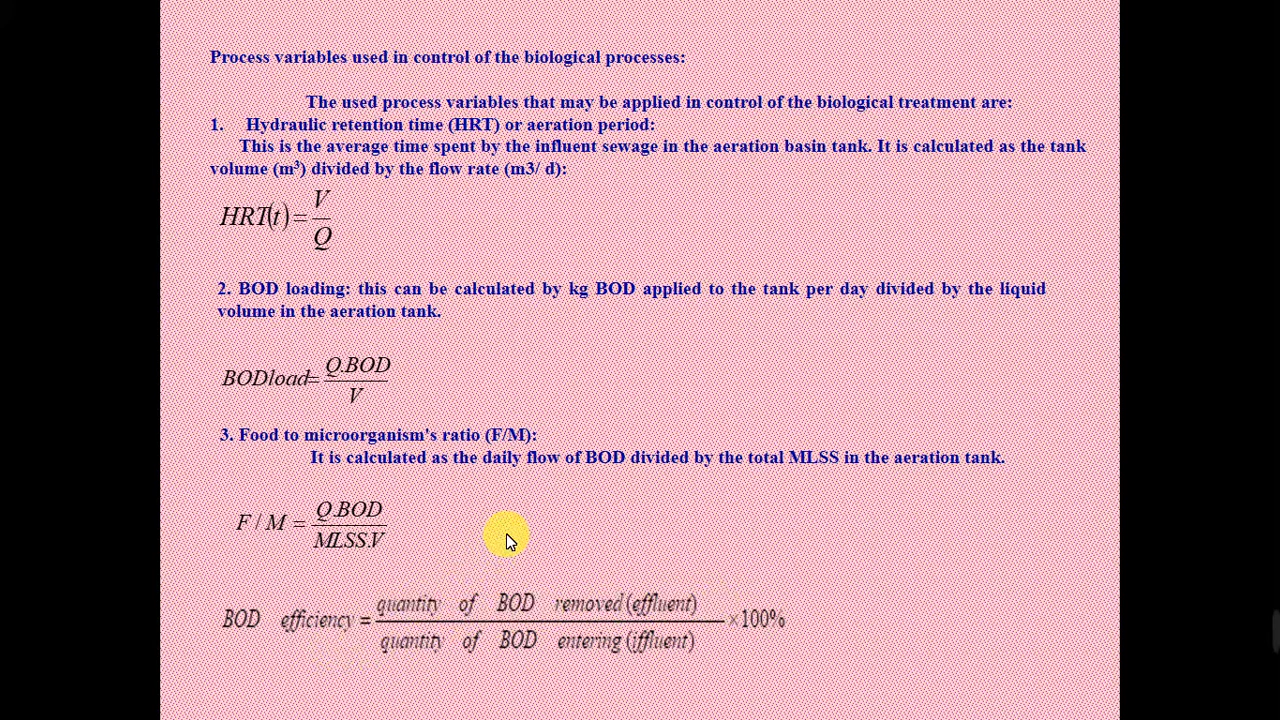 Process variables used in control of the biological processes:
The used process variables that may be applied in control of the biological treatment are:
1. Hydraulic retention time (HRT) or aeration period:
This is the average time spent by the influent sewage in the aeration basin tank. It is calculated as the tank
volume (m³) divided by the flow rate (m3/ d):
HRT(t) = V / Q
2. BOD loading: this can be calculated by kg BOD applied to the tank per day divided by the liquid
volume in the aeration tank.
BODload = Q.BOD / V
3. Food to microorganism's ratio (F/M):
It is calculated as the daily flow of BOD divided by the total MLSS in the aeration tank.
F / M = Q.BOD / MLSS.V
BOD efficiency = quantity of BOD removed (effluent) / quantity of BOD entering (iffluent) × 100%